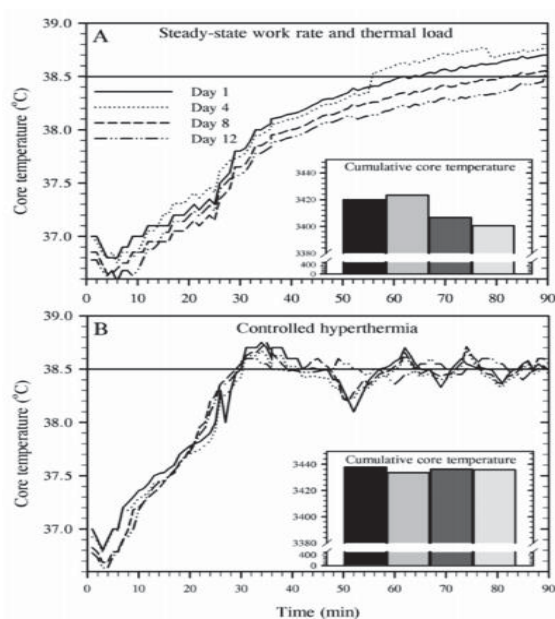 A
Steady-state work rate and thermal load
Core temperature (°C)
39.0
38.5
38.0
37.5
37.0
Day 1
Day 4
Day 8
Day 12
Cumulative core temperature
3440
3420
3400
3380
400
0
0 10 20 30 40 50 60 70 80 90
B
Controlled hyperthermia
Core temperature (°C)
39.0
38.5
38.0
37.5
37.0
Cumulative core temperature
3440
3420
3400
3380
400
0
0 10 20 30 40 50 60 70 80 90
Time (min)